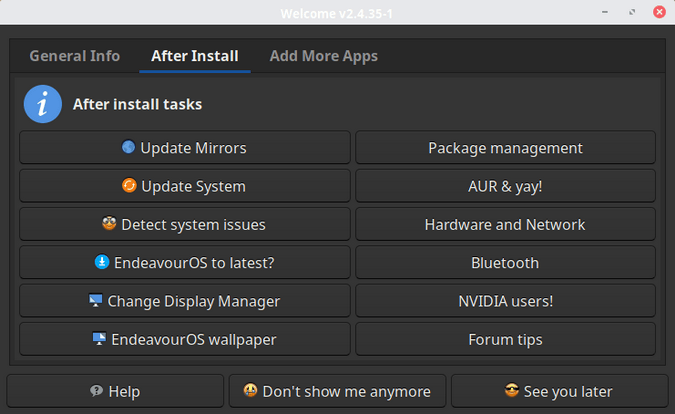 Welcome v2.4.35-1
General Info
After Install
Add More Apps
After install tasks
Update Mirrors
Package management
Update System
AUR & yay!
Detect system issues
Hardware and Network
EndeavourOS to latest?
Bluetooth
Change Display Manager
NVIDIA users!
EndeavourOS wallpaper
Forum tips
Help
Don't show me anymore
See you later